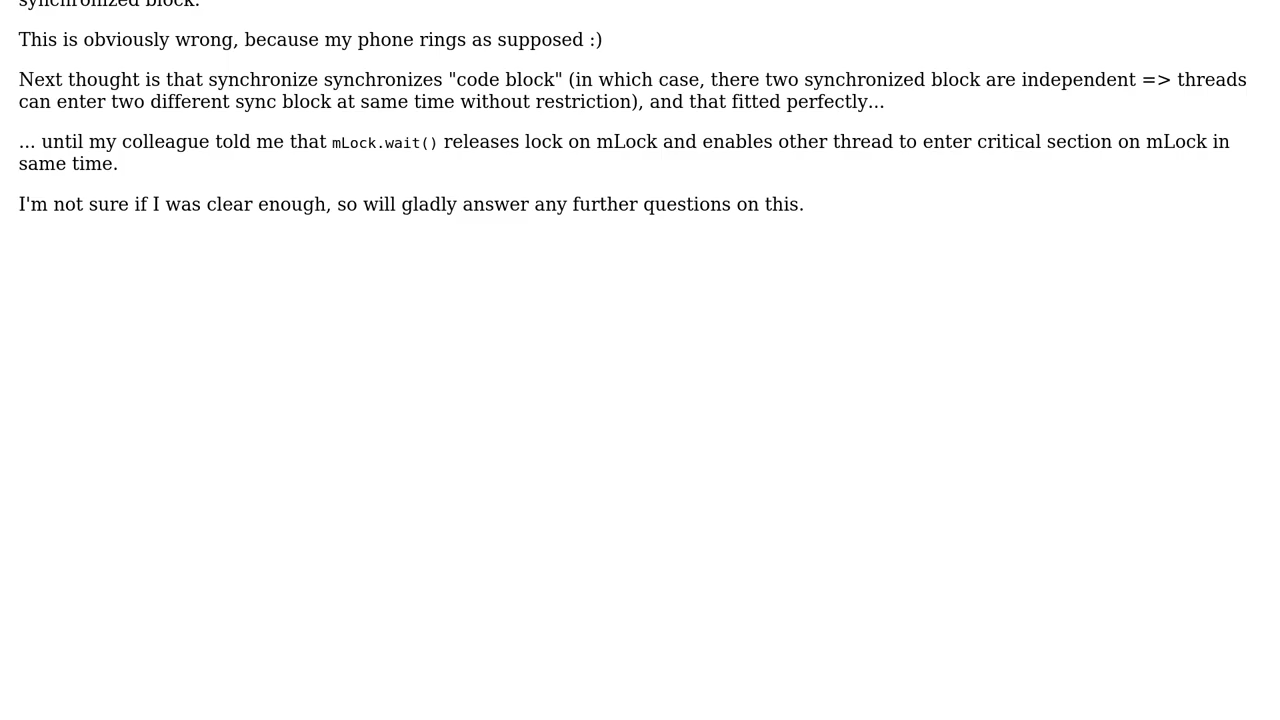 synchronized block.
This is obviously wrong, because my phone rings as supposed :)
Next thought is that synchronize synchronizes "code block" (in which case, there two synchronized block are independent => threads
can enter two different sync block at same time without restriction), and that fitted perfectly...
... until my colleague told me that mLock.wait() releases lock on mLock and enables other thread to enter critical section on mLock in
same time.
I'm not sure if I was clear enough, so will gladly answer any further questions on this.